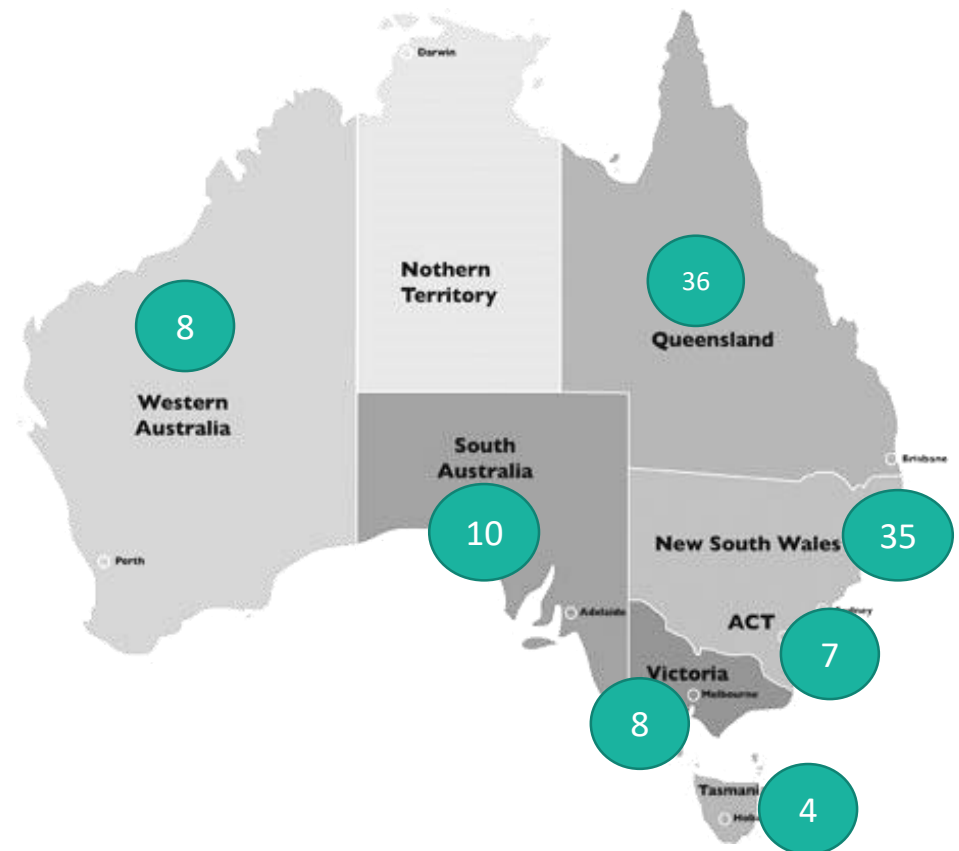 Darwin
Nothern
Territory
36
Queensland
8
Western
Australia
South
Australia
Brisbane
10
New South Wales
35
Perth
Adelaide
ACT
7
Victoria
Melbourne
8
Tasmani
4